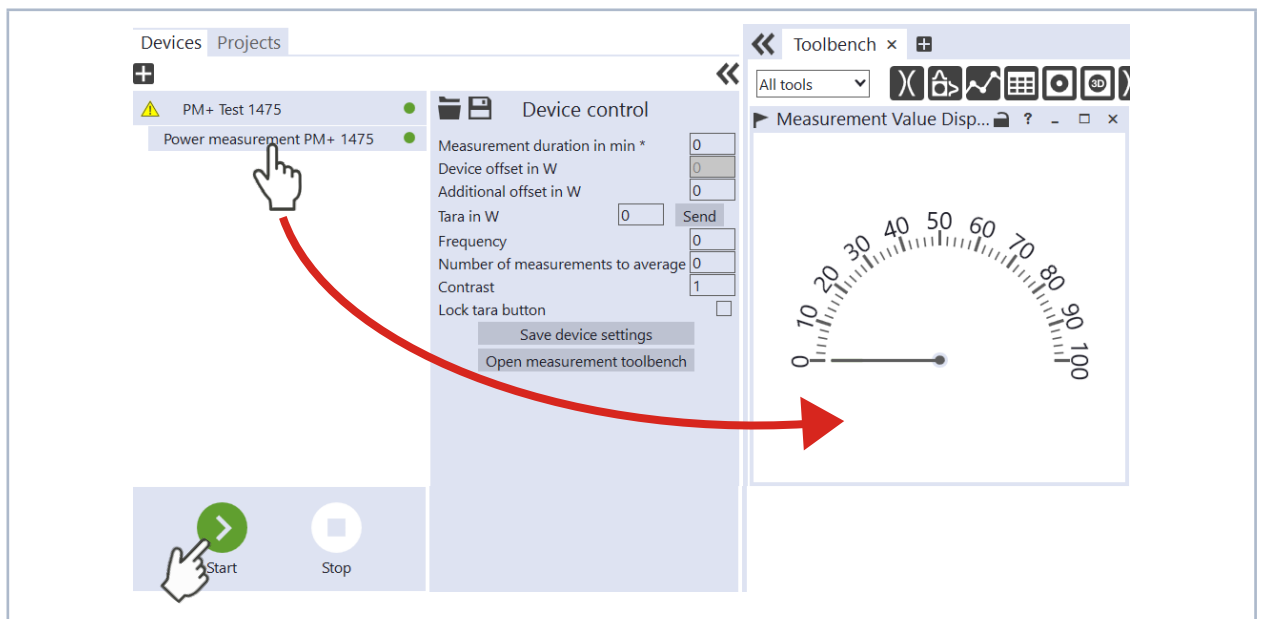 Devices Projects
PM+ Test 1475
Power measurement PM+ 1475
Start Stop
Device control
Measurement duration in min * 0
Device offset in W 0
Additional offset in W 0
Tara in W 0 Send
Frequency 0
Number of measurements to average 0
Contrast 1
Lock tara button
Save device settings
Open measurement toolbench
Toolbench ×
All tools 3D
Measurement Value Disp... ?
0 10 20 30 40 50 60 70 80 90 100